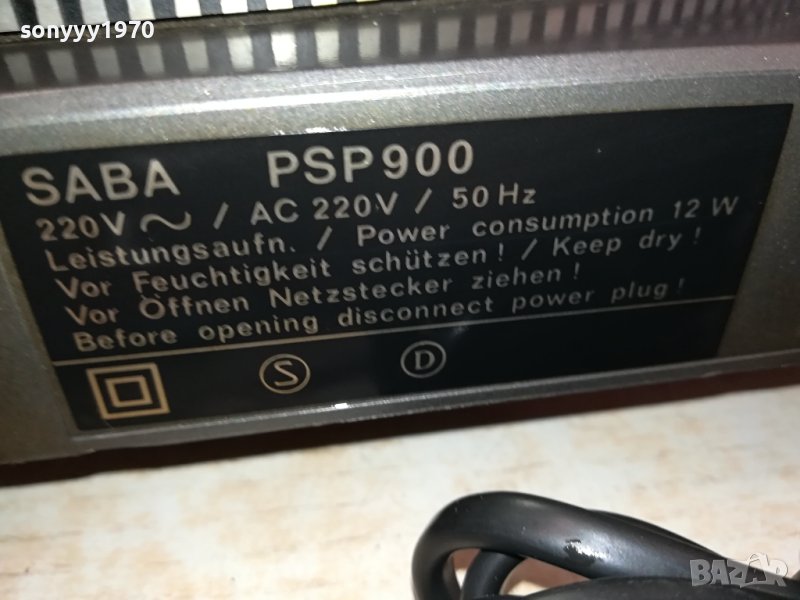 sonyyy1970
SABA PSP900
220V ~ / AC 220V / 50 Hz
Leistungsaufn. / Power consumption 12 W
Vor Feuchtigkeit schützen! / Keep dry!
Vor Öffnen Netzstecker ziehen!
Before opening disconnect power plug!
S D
BAZAR